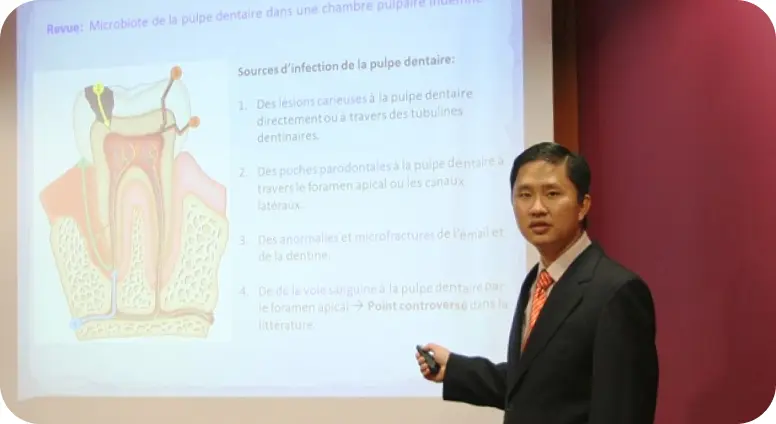 Revue: Microbiote de la pulpe dentaire dans une chambre pulpaire indemne
Sources d'infection de la pulpe dentaire:
1. Des lésions carieuses à la pulpe dentaire
directement ou à travers des tubulines
dentinaires.
2. Des poches parodontales à la pulpe dentaire à
travers le foramen apical ou les canaux
latéraux.
3. Des anormalies et microfractures de l'émail et
de la dentine.
4. De de la voie sanguine à la pulpe dentaire par
le foramen apical → Point controversé dans la
littérature.